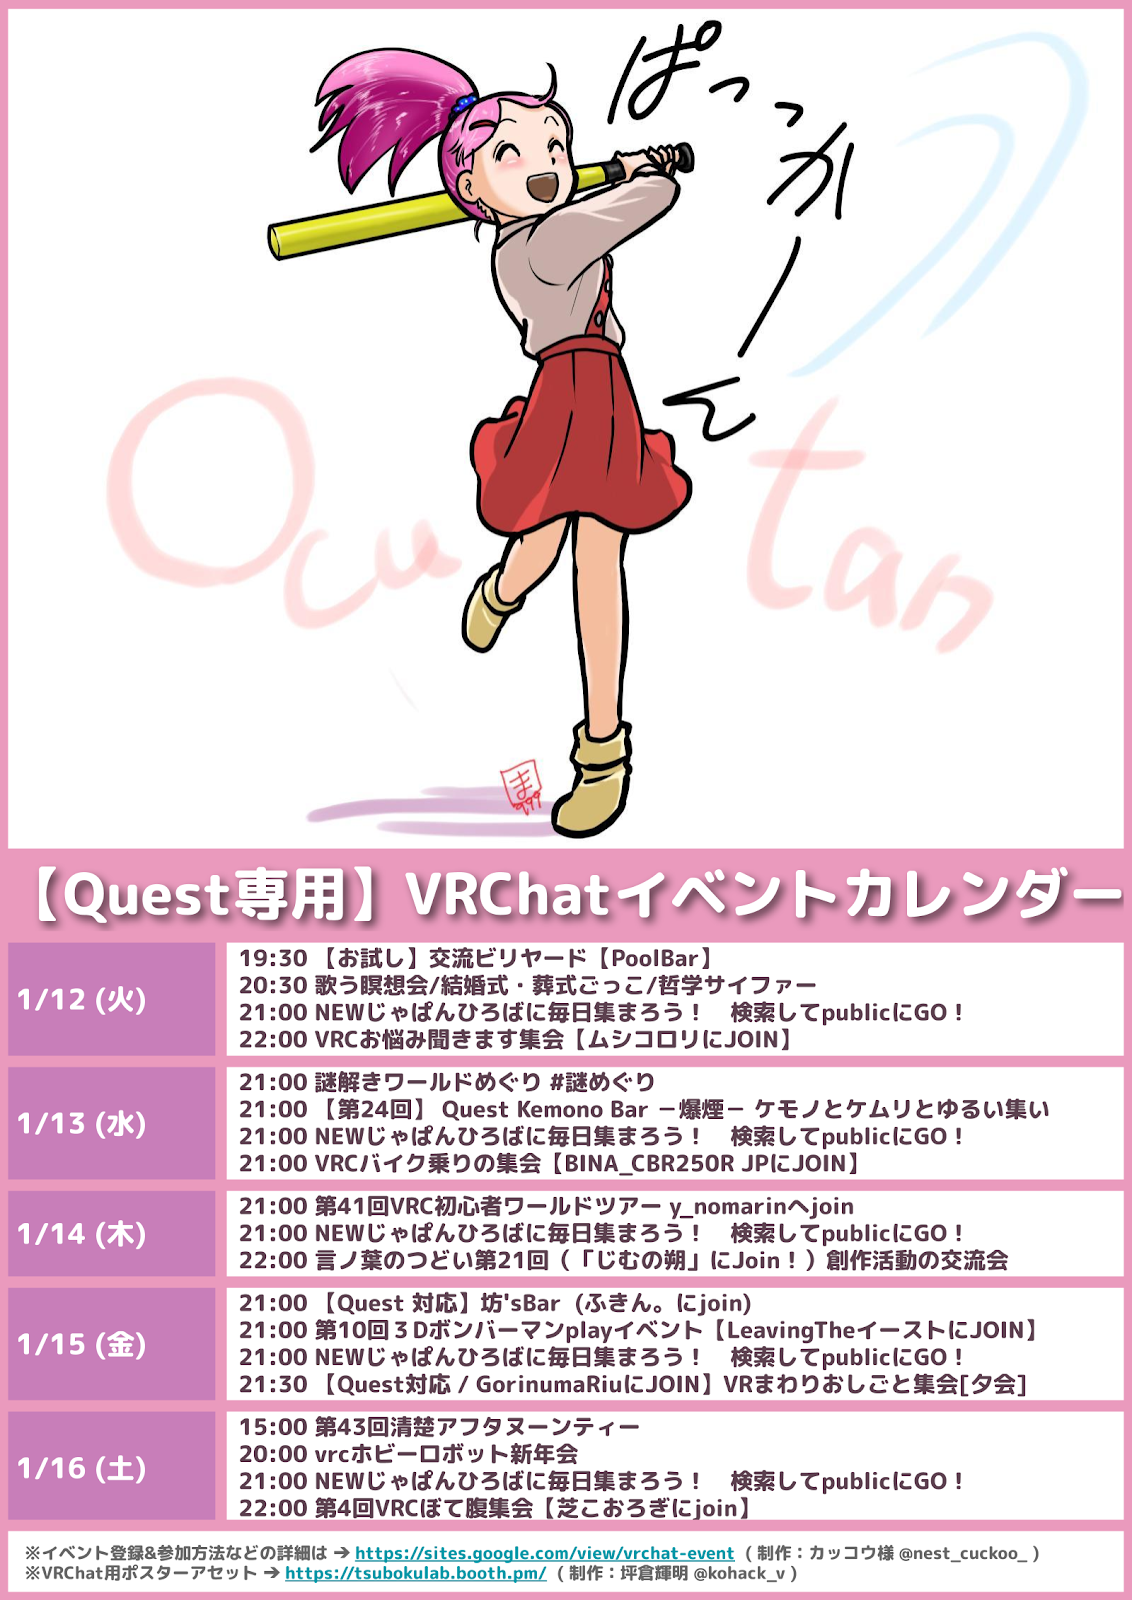 ぱっっかーん
Ocu tan
ま
999
【Quest専用】VRChatイベントカレンダー
1/12 (火)
19:30 【お試し】交流ビリヤード【PoolBar】
20:30 歌う瞑想会/結婚式・葬式ごっこ/哲学サイファー
21:00 NEWじゃぱんひろばに毎日集まろう！　検索してpublicにGO！
22:00 VRCお悩み聞きます集会【ムシコロリにJOIN】
1/13 (水)
21:00 謎解きワールドめぐり #謎めぐり
21:00 【第24回】 Quest Kemono Bar －爆煙－ ケモノとケムリとゆるい集い
21:00 NEWじゃぱんひろばに毎日集まろう！　検索してpublicにGO！
21:00 VRCバイク乗りの集会【BINA_CBR250R JPにJOIN】
1/14 (木)
21:00 第41回VRC初心者ワールドツアー y_nomarinへjoin
21:00 NEWじゃぱんひろばに毎日集まろう！　検索してpublicにGO！
22:00 言ノ葉のつどい第21回（「じむの朔」にJoin！）創作活動の交流会
1/15 (金)
21:00 【Quest 対応】坊'sBar  (ふきん。にjoin)
21:00 第10回３Dボンバーマンplayイベント【LeavingTheイーストにJOIN】
21:00 NEWじゃぱんひろばに毎日集まろう！　検索してpublicにGO！
21:30 【Quest対応 / GorinumaRiuにJOIN】VRまわりおしごと集会[夕会]
1/16 (土)
15:00 第43回清楚アフタヌーンティー
20:00 vrcホビーロボット新年会
21:00 NEWじゃぱんひろばに毎日集まろう！　検索してpublicにGO！
22:00 第4回VRCぽて腹集会【芝こおろぎにjoin】
※イベント登録&参加方法などの詳細は → https://sites.google.com/view/vrchat-event （ 制作：カッコウ様 @nest_cuckoo_ ）
※VRChat用ポスターアセット → https://tsubokulab.booth.pm/ （ 制作：坪倉輝明 @kohack_v ）